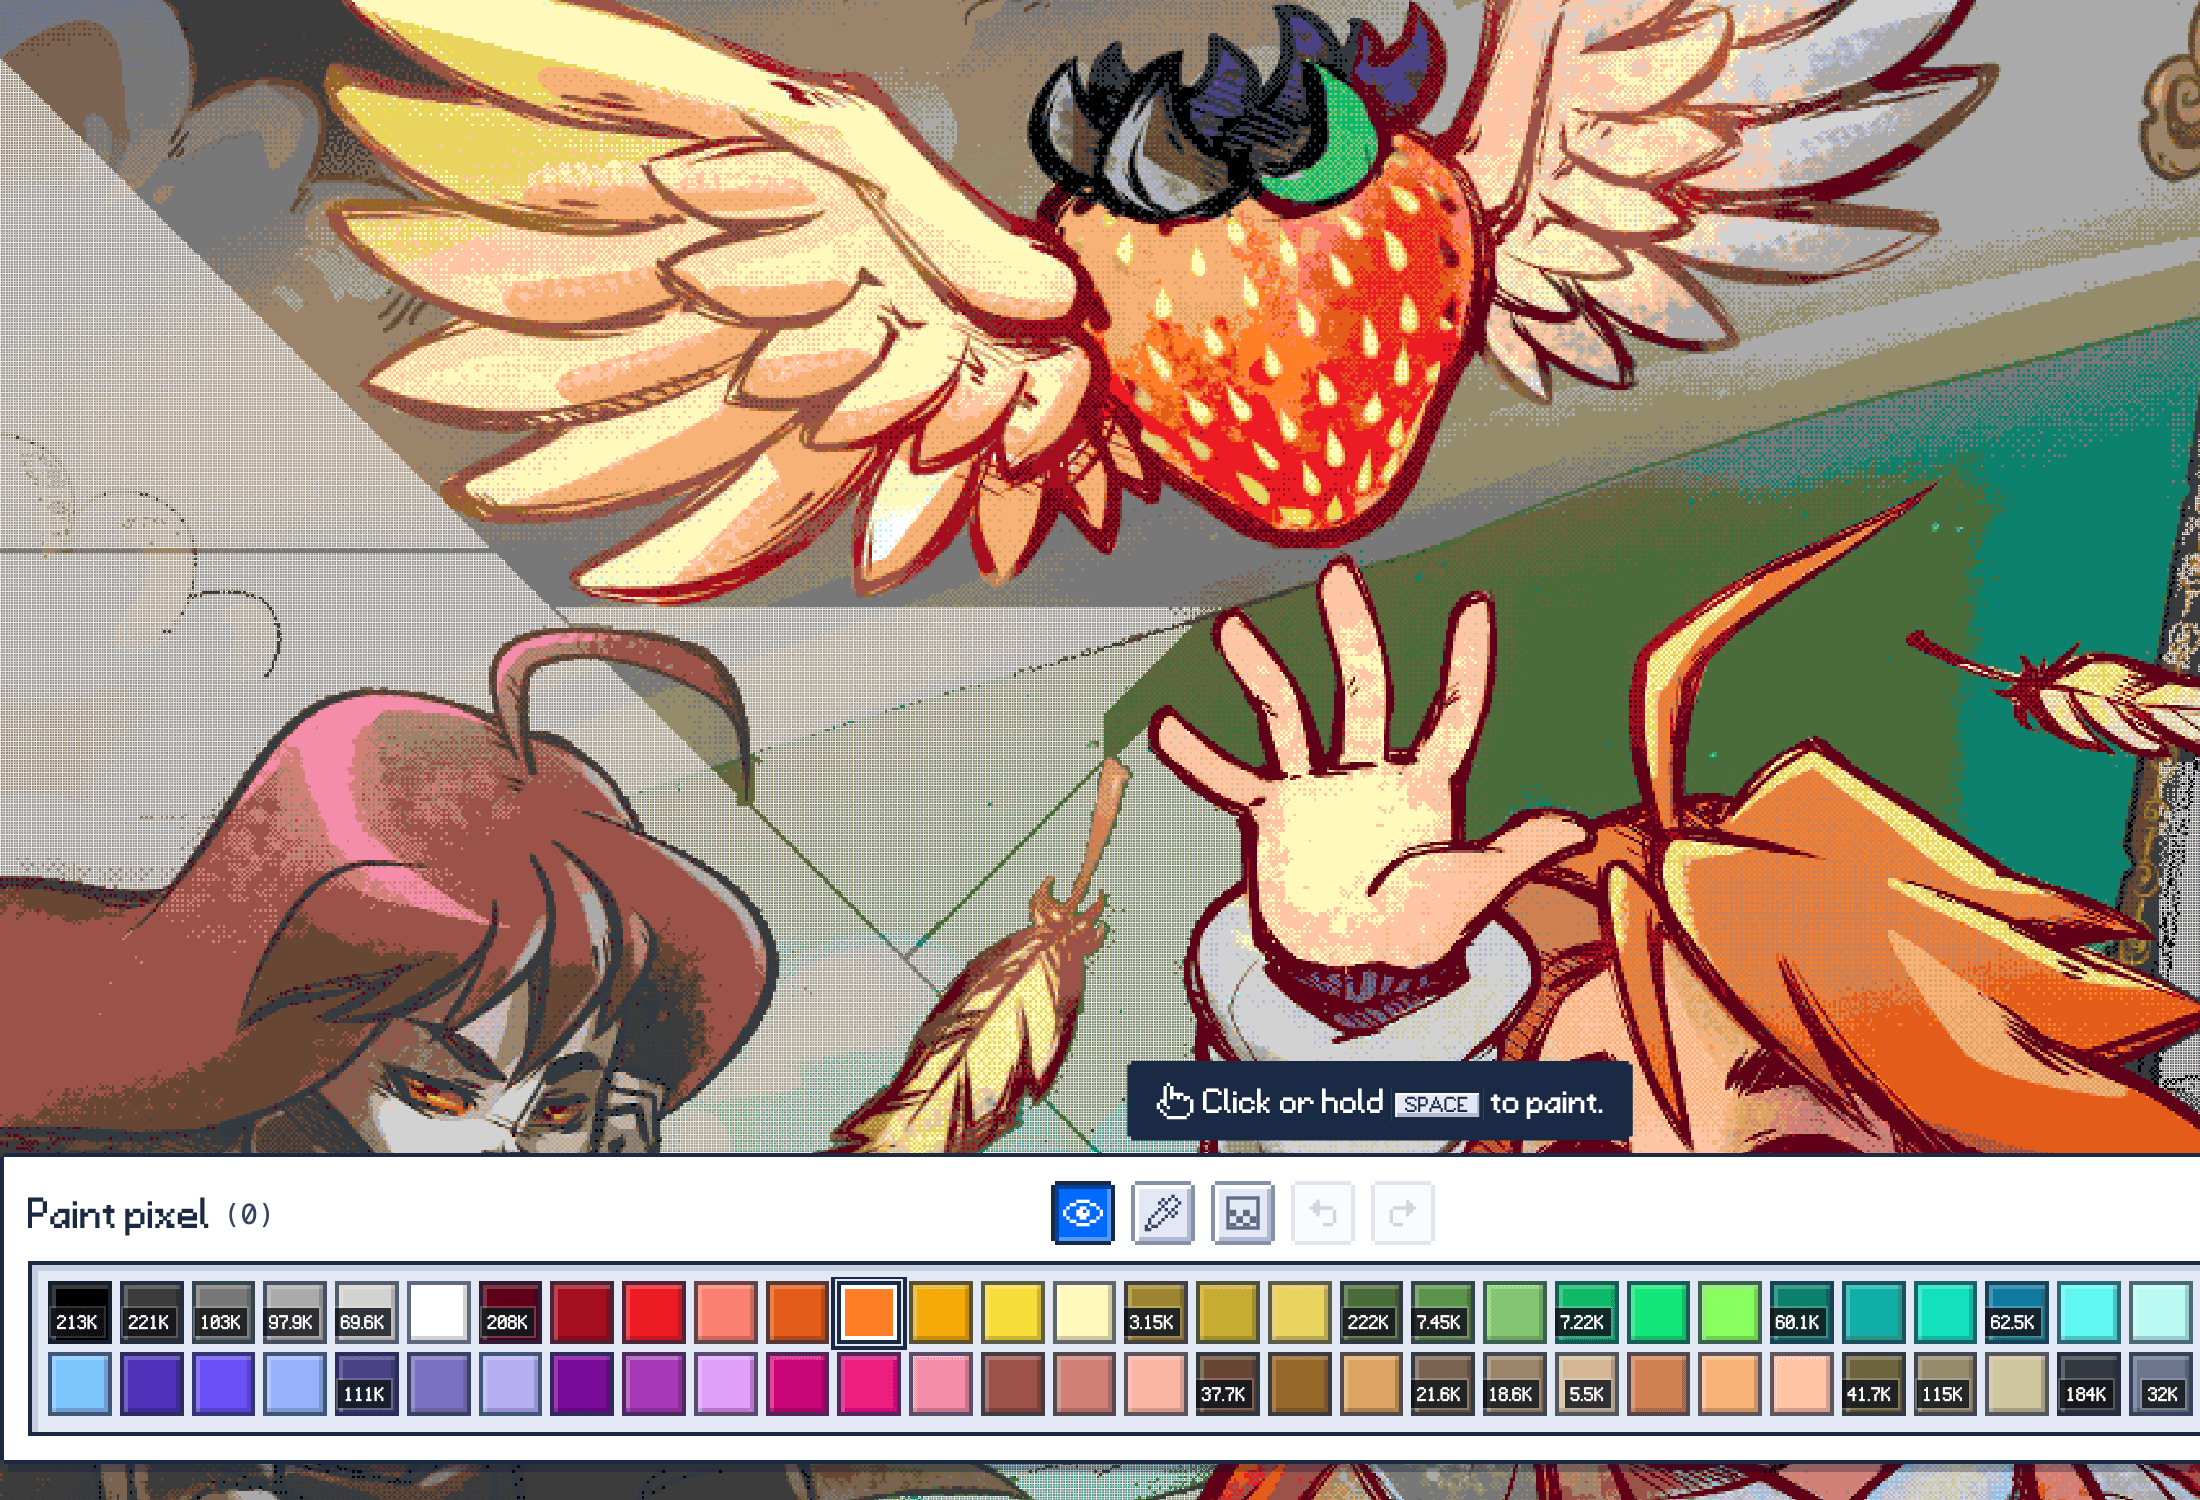 Click or hold SPACE to paint.
Paint pixel (0)
213K 221K 103K 97.9K 69.6K 208K 3.15K 222K 7.45K 7.22K 60.1K 62.5K
111K 37.7K 21.6K 18.6K 5.5K 41.7K 115K 184K 32K